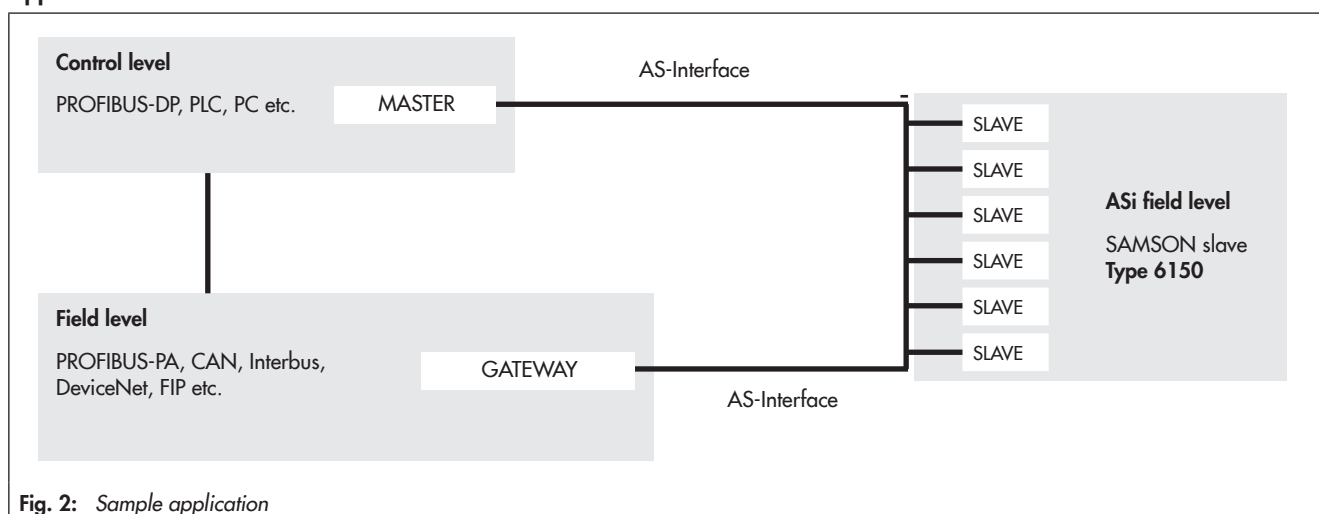 Control level
PROFIBUS-DP, PLC, PC etc.
MASTER
AS-Interface
SLAVE
SLAVE
SLAVE
SLAVE
SLAVE
SLAVE
ASi field level
SAMSON slave
Type 6150
Field level
PROFIBUS-PA, CAN, Interbus,
DeviceNet, FIP etc.
GATEWAY
AS-Interface
Fig. 2: Sample application